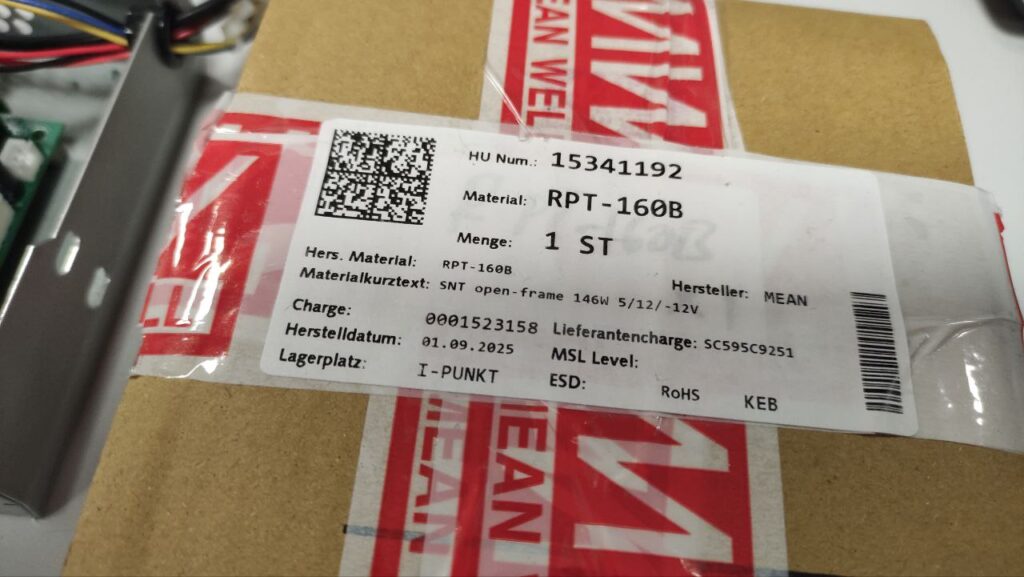 MEAN WELL
HU Num.: 15341192
Material: RPT-160B
Menge: 1 ST
Hers. Material: RPT-160B
Hersteller: MEAN
Materialkurztext: SNT open-frame 146W 5/12/-12V
Charge: 0001523158 Lieferantencharge: SC595C9251
Herstelldatum: 01.09.2025 MSL Level:
Lagerplatz: I-PUNKT ESD: RoHS KEB
MEAN
MEAN